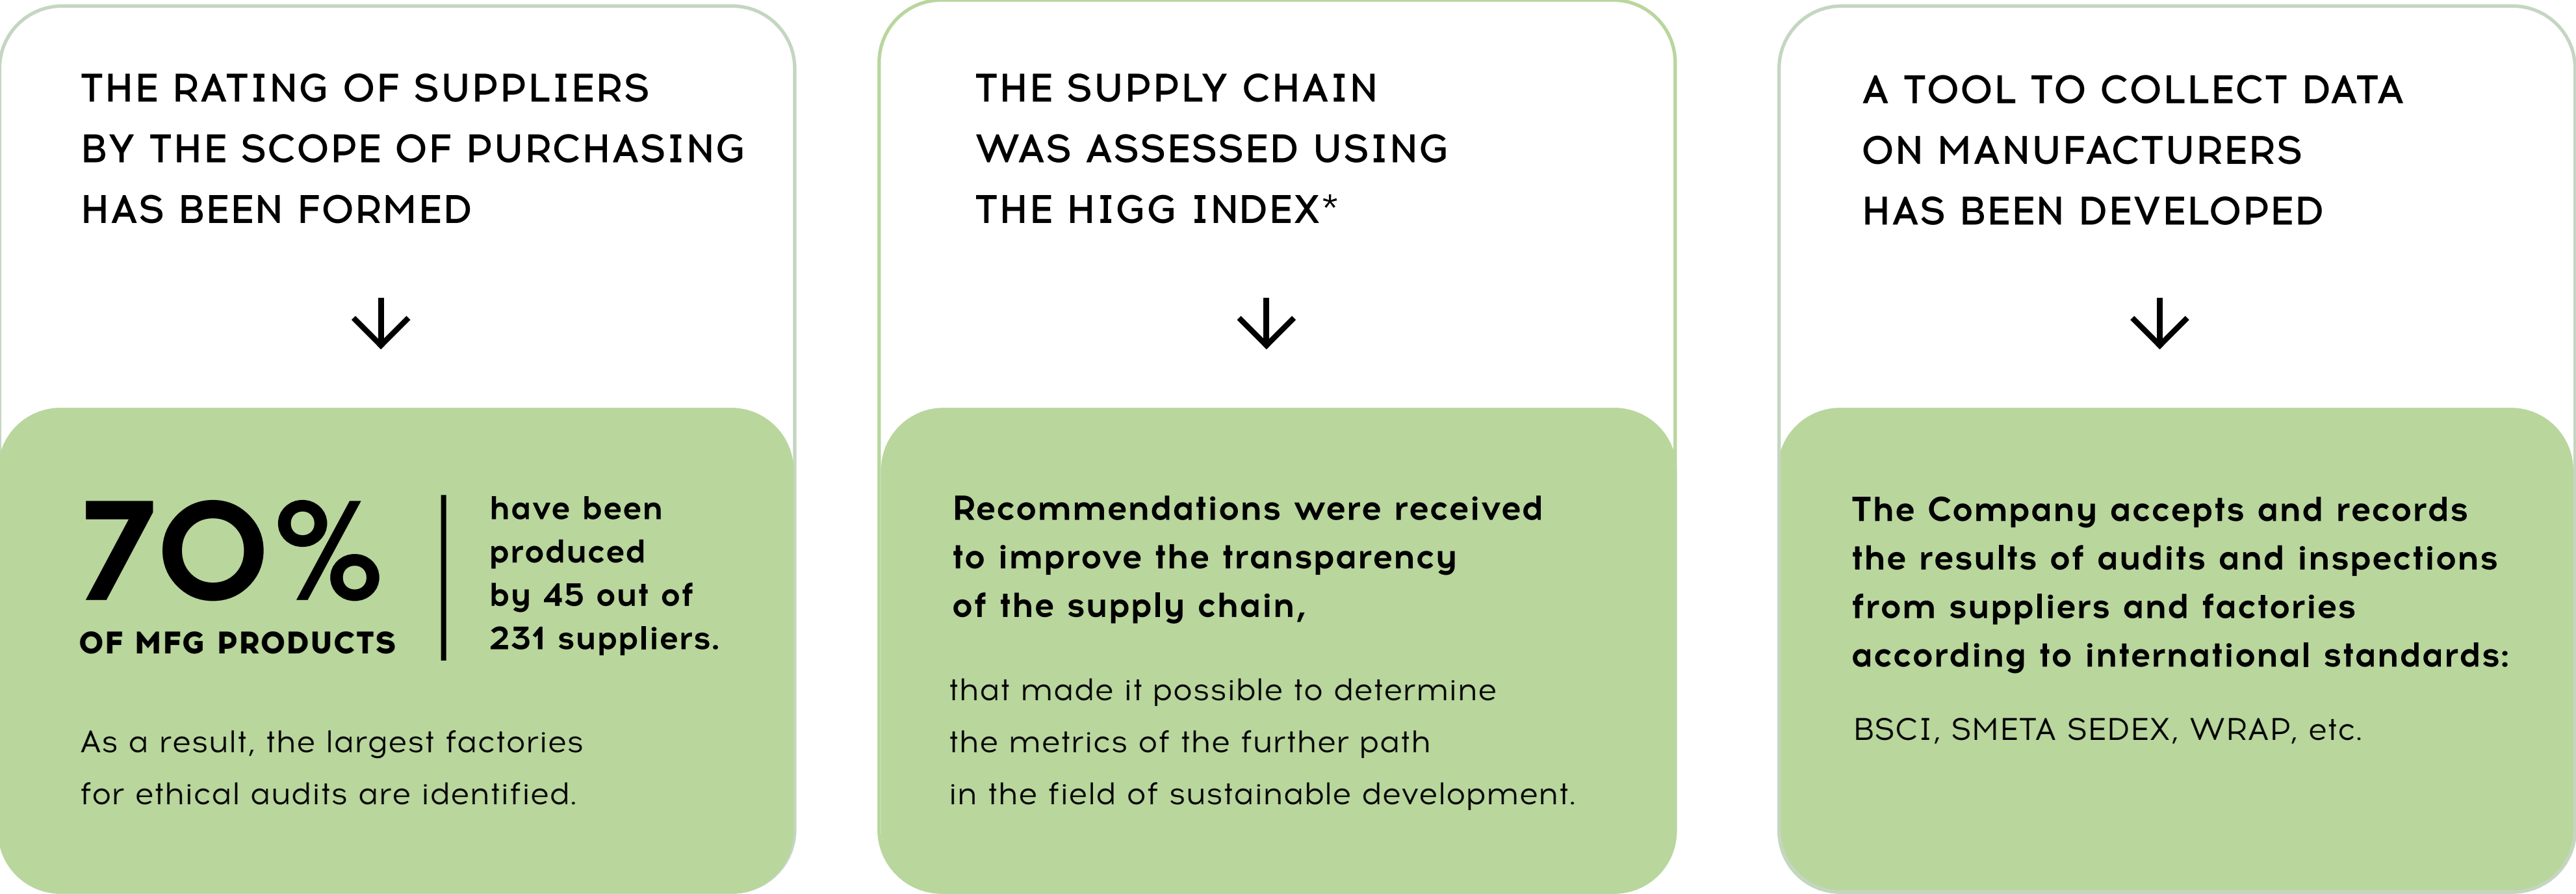 THE RATING OF SUPPLIERS
BY THE SCOPE OF PURCHASING
HAS BEEN FORMED
70%
OF MFG PRODUCTS
have been
produced
by 45 out of
231 suppliers.
As a result, the largest factories
for ethical audits are identified.
THE SUPPLY CHAIN
WAS ASSESSED USING
THE HIGG INDEX*
Recommendations were received
to improve the transparency
of the supply chain,
that made it possible to determine
the metrics of the further path
in the field of sustainable development.
A TOOL TO COLLECT DATA
ON MANUFACTURERS
HAS BEEN DEVELOPED
The Company accepts and records
the results of audits and inspections
from suppliers and factories
according to international standards:
BSCI, SMETA SEDEX, WRAP, etc.